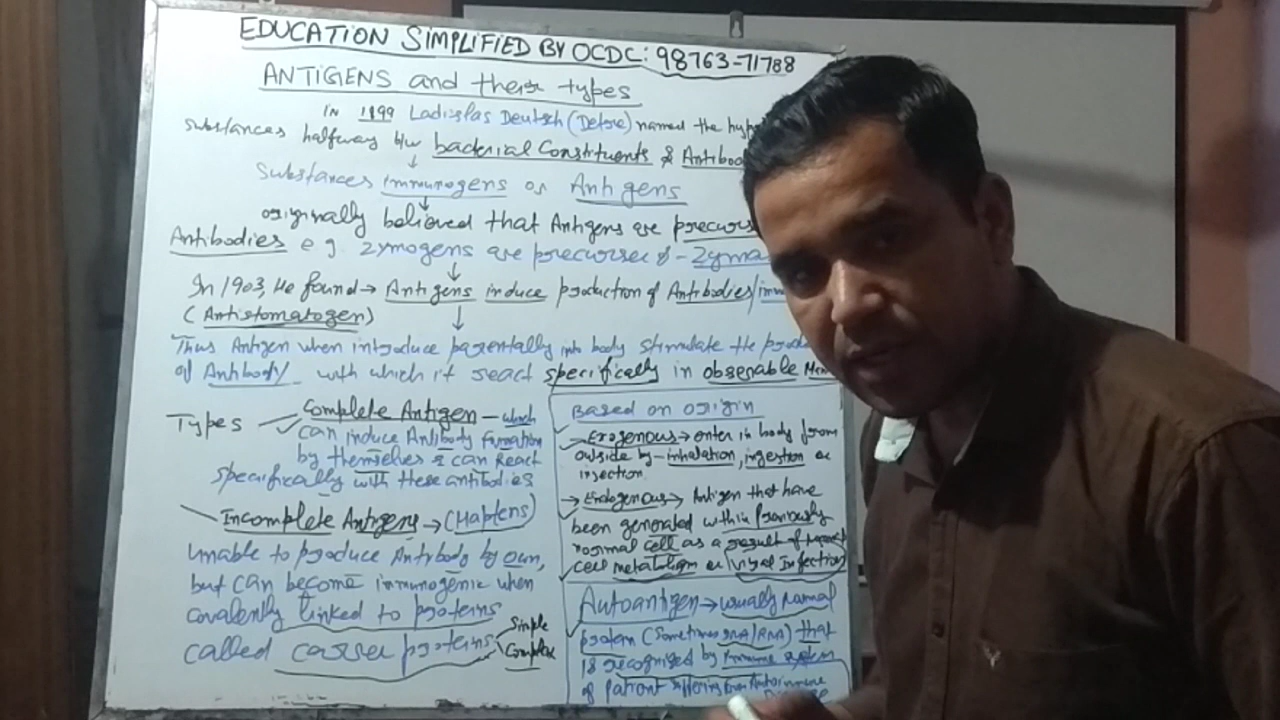 EDUCATION SIMPLIFIED BY OCDC: 98763-71788
ANTIGENS and their types
in 1899 Ladislas Deutsch (Detre) named the hyp
substances halfway b/w bacterial Constituents & Antibod
Substances immunogens or Antigens
originally believed that Antigens are precurs
Antibodies e.g. Zymogens are precursor of - Zyma
In 1903, He found → Antigens induce production of Antibodies/imm
(Antistomatogen)
Thus Antigen when introduce parentally into body stimulate the produ
of Antibody with which it react specifically in obserable Mann
Types
Complete Antigen - which
can induce Antibody Formation
by themselves & can React
specifically with these antibodies
Incomplete Antigens → (Haptens)
Unable to produce Antibody by own,
but can become immunogenic when
covalently linked to proteins
called carrier proteins
Simple
Complex
Based on origin
→ Exogenous → enter in body from
outside by - inhalation, ingestion or
injection.
→ Endogenous → Antigen that have
been generated within previously
normal cell as a result of
cell metabolism or Viral Infection
Autoantigen → usually normal
protein (Sometimes DNA/RNA) that
is recognised by immune system
of patient suffering from Autoimmune
Disease